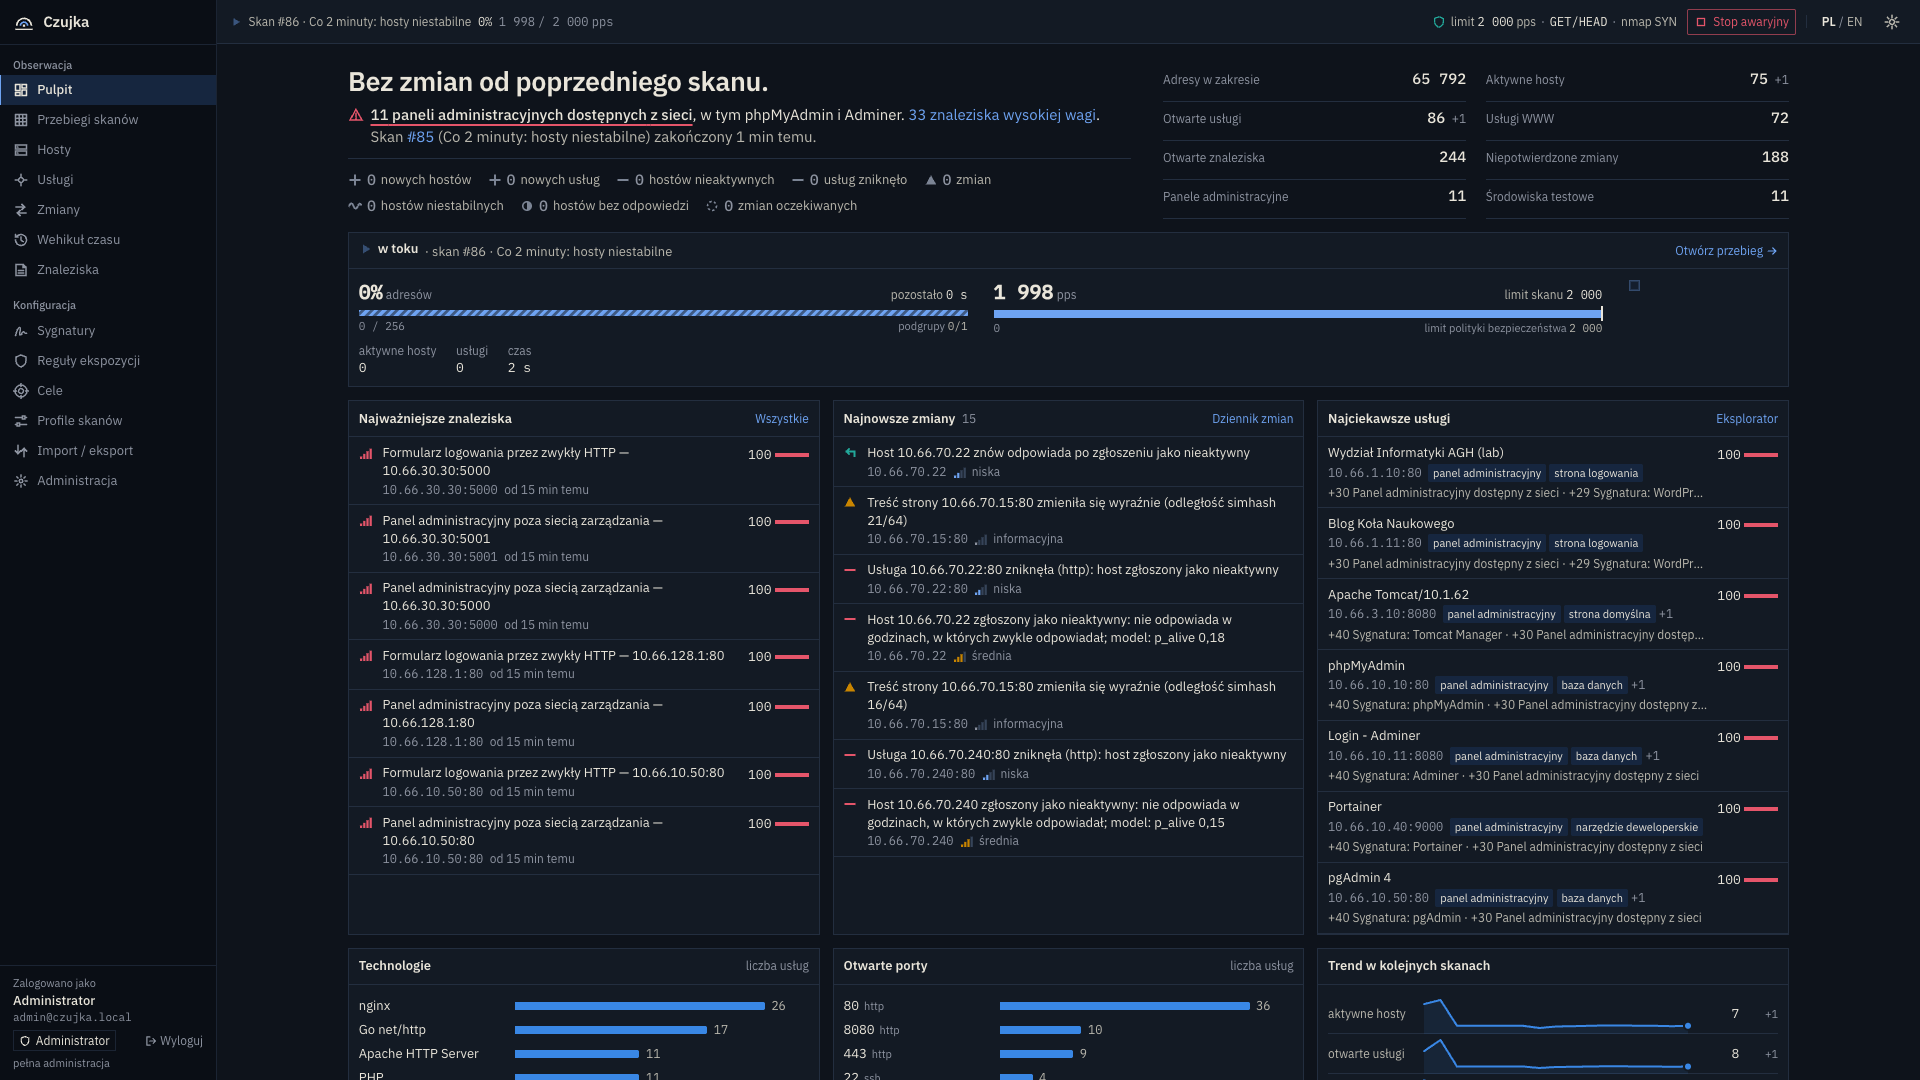 Czujka
Skan #86 · Co 2 minuty: hosty niestabilne 0% 1 998 / 2 000 pps
limit 2 000 pps · GET/HEAD · nmap SYN
Stop awaryjny
PL / EN
Obserwacja
Pulpit
Przebiegi skanów
Hosty
Usługi
Zmiany
Wehikuł czasu
Znaleziska
Konfiguracja
Sygnatury
Reguły ekspozycji
Cele
Profile skanów
Import / eksport
Administracja
Zalogowano jako
Administrator
admin@czujka.local
Administrator
Wyloguj
pełna administracja
Bez zmian od poprzedniego skanu.
11 paneli administracyjnych dostępnych z sieci, w tym phpMyAdmin i Adminer. 33 znaleziska wysokiej wagi.
Skan #85 (Co 2 minuty: hosty niestabilne) zakończony 1 min temu.
0 nowych hostów
0 nowych usług
0 hostów nieaktywnych
0 usług zniknęło
0 zmian
0 hostów niestabilnych
0 hostów bez odpowiedzi
0 zmian oczekiwanych
Adresy w zakresie 65 792
Aktywne hosty 75 +1
Otwarte usługi 86 +1
Usługi WWW 72
Otwarte znaleziska 244
Niepotwierdzone zmiany 188
Panele administracyjne 11
Środowiska testowe 11
w toku · skan #86 · Co 2 minuty: hosty niestabilne
Otwórz przebieg →
0% adresów
pozostało 0 s
0 / 256
podgrupy 0/1
1 998 pps
limit skanu 2 000
0
limit polityki bezpieczeństwa 2 000
aktywne hosty usługi czas
0 0 2 s
Najważniejsze znaleziska
Wszystkie
Formularz logowania przez zwykły HTTP —
10.66.30.30:5000
10.66.30.30:5000 od 15 min temu
100
Panel administracyjny poza siecią zarządzania —
10.66.30.30:5001
10.66.30.30:5001 od 15 min temu
100
Panel administracyjny poza siecią zarządzania —
10.66.30.30:5000
10.66.30.30:5000 od 15 min temu
100
Formularz logowania przez zwykły HTTP — 10.66.128.1:80
10.66.128.1:80 od 15 min temu
100
Panel administracyjny poza siecią zarządzania —
10.66.128.1:80
10.66.128.1:80 od 15 min temu
100
Formularz logowania przez zwykły HTTP — 10.66.10.50:80
10.66.10.50:80 od 15 min temu
100
Panel administracyjny poza siecią zarządzania —
10.66.10.50:80
10.66.10.50:80 od 15 min temu
100
Najnowsze zmiany 15
Dziennik zmian
Host 10.66.70.22 znów odpowiada po zgłoszeniu jako nieaktywny
10.66.70.22 niska
Treść strony 10.66.70.15:80 zmieniła się wyraźnie (odległość simhash
21/64)
10.66.70.15:80 informacyjna
Usługa 10.66.70.22:80 zniknęła (http): host zgłoszony jako nieaktywny
10.66.70.22:80 niska
Host 10.66.70.22 zgłoszony jako nieaktywny: nie odpowiada w
godzinach, w których zwykle odpowiadał; model: p_alive 0,18
10.66.70.22 średnia
Treść strony 10.66.70.15:80 zmieniła się wyraźnie (odległość simhash
16/64)
10.66.70.15:80 informacyjna
Usługa 10.66.70.240:80 zniknęła (http): host zgłoszony jako nieaktywny
10.66.70.240:80 niska
Host 10.66.70.240 zgłoszony jako nieaktywny: nie odpowiada w
godzinach, w których zwykle odpowiadał; model: p_alive 0,15
10.66.70.240 średnia
Najciekawsze usługi
Eksplorator
Wydział Informatyki AGH (lab)
10.66.1.10:80 panel administracyjny strona logowania
+30 Panel administracyjny dostępny z sieci · +29 Sygnatura: WordPr...
100
Blog Koła Naukowego
10.66.1.11:80 panel administracyjny strona logowania
+30 Panel administracyjny dostępny z sieci · +29 Sygnatura: WordPr...
100
Apache Tomcat/10.1.62
10.66.3.10:8080 panel administracyjny strona domyślna +1
+40 Sygnatura: Tomcat Manager · +30 Panel administracyjny dostęp...
100
phpMyAdmin
10.66.10.10:80 panel administracyjny baza danych +1
+40 Sygnatura: phpMyAdmin · +30 Panel administracyjny dostępny z...
100
Login - Adminer
10.66.10.11:8080 panel administracyjny baza danych +1
+40 Sygnatura: Adminer · +30 Panel administracyjny dostępny z sieci
100
Portainer
10.66.10.40:9000 panel administracyjny narzędzie deweloperskie
+40 Sygnatura: Portainer · +30 Panel administracyjny dostępny z sieci
100
pgAdmin 4
10.66.10.50:80 panel administracyjny baza danych +1
+40 Sygnatura: pgAdmin · +30 Panel administracyjny dostępny z sieci
100
Technologie
liczba usług
nginx 26
Go net/http 17
Apache HTTP Server 11
PHP 11
Otwarte porty
liczba usług
80 http 36
8080 http 10
443 http 9
22 ssh 4
Trend w kolejnych skanach
aktywne hosty 7 +1
otwarte usługi 8 +1